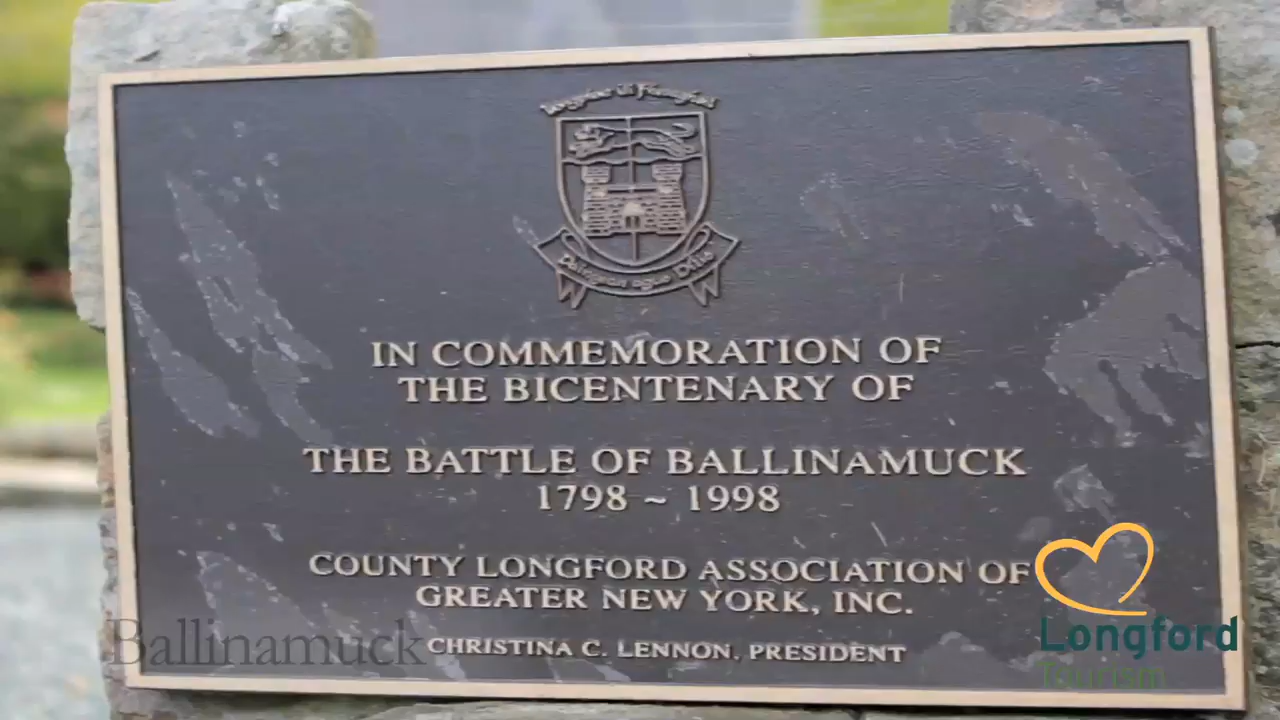 IN COMMEMORATION OF
THE BICENTENARY OF
THE BATTLE OF BALLINAMUCK
1798 ~ 1998
COUNTY LONGFORD ASSOCIATION OF
GREATER NEW YORK, INC.
CHRISTINA C. LENNON, PRESIDENT
Ballinamuck
Longford
Tourism